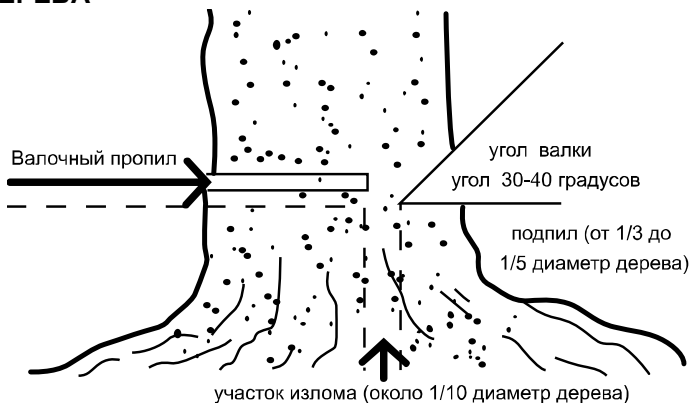 Валочный пропил
угол валки
угол 30-40 градусов
подпил (от 1/3 до
1/5 диаметр дерева)
участок излома (около 1/10 диаметр дерева)